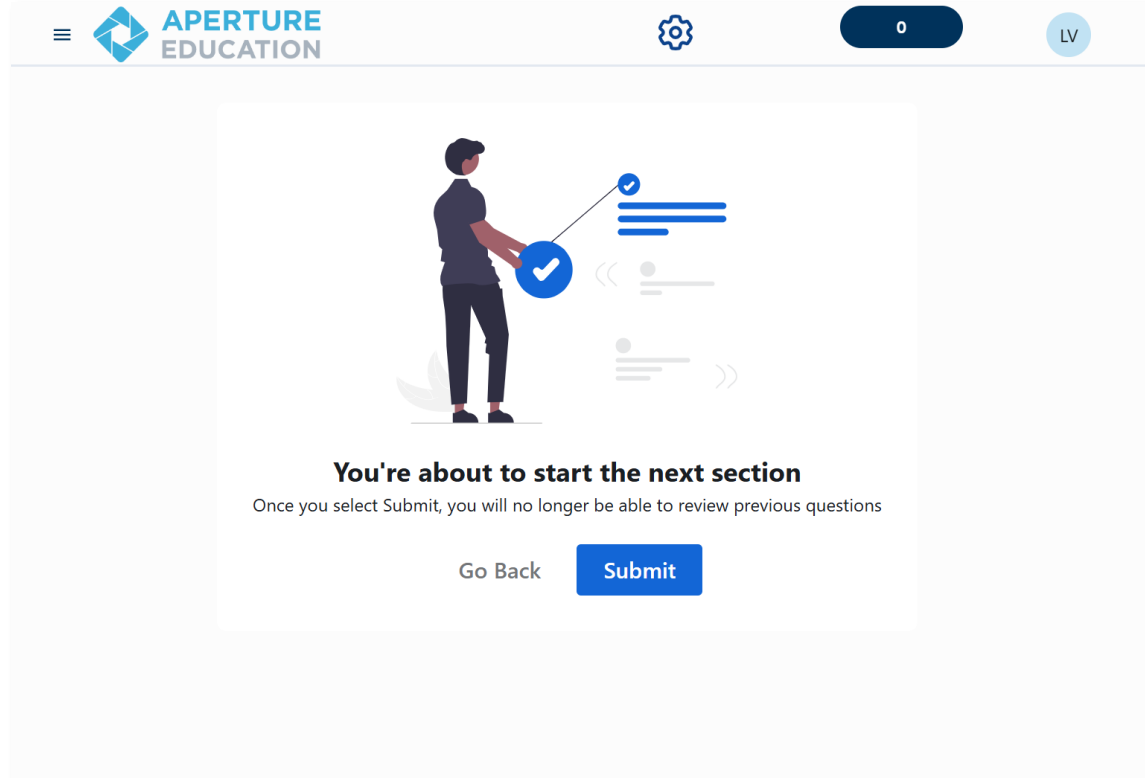 APERTURE
EDUCATION
0
LV
You're about to start the next section
Once you select Submit, you will no longer be able to review previous questions
Go Back
Submit